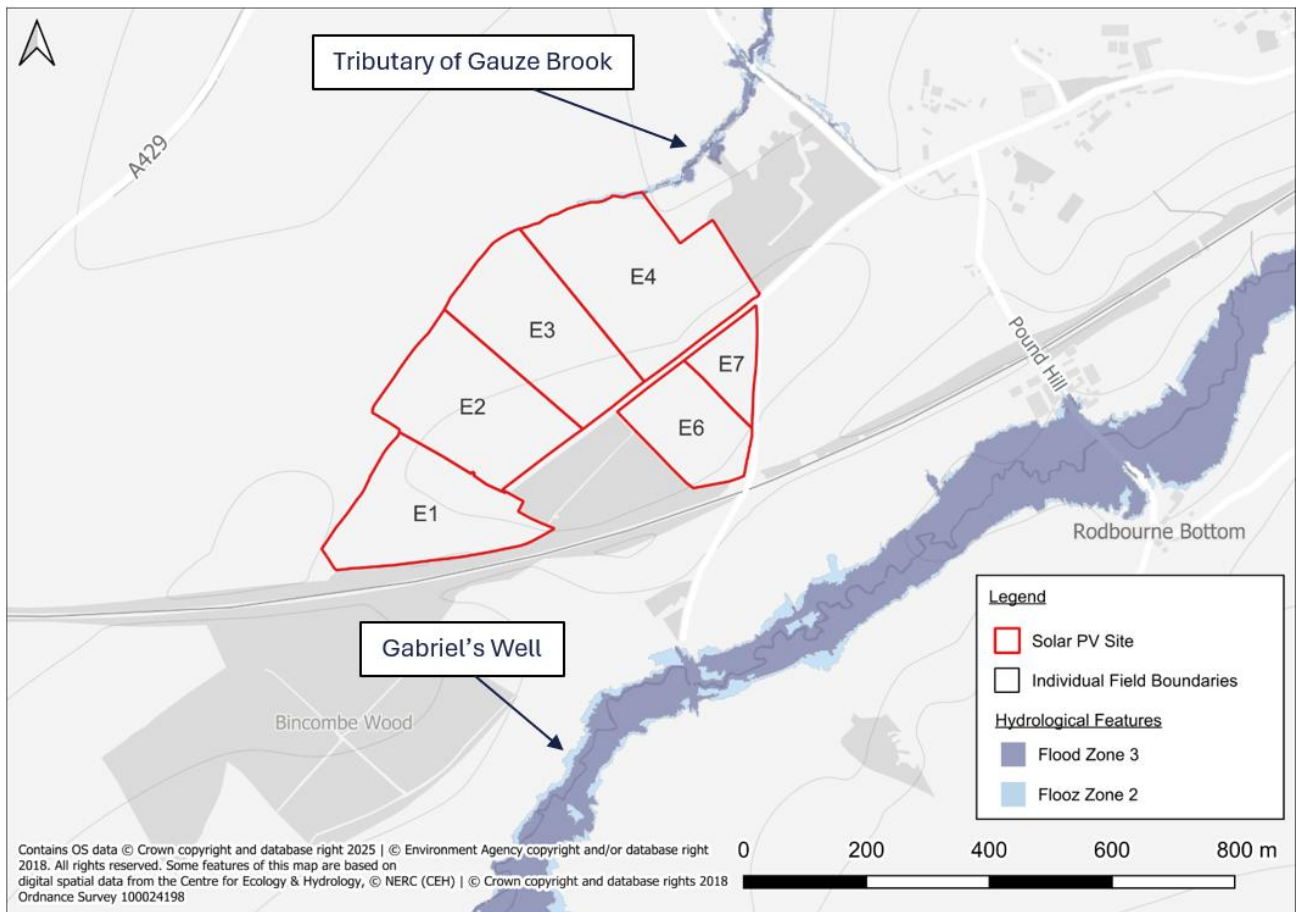 Tributary of Gauze Brook
A429
E4
E3
E7
E2
E6
E1
Pound Hill
Rodbourne Bottom
Gabriel's Well
Bincombe Wood
Legend
Solar PV Site
Individual Field Boundaries
Hydrological Features
Flood Zone 3
Flooz Zone 2
Contains OS data © Crown copyright and database right 2025 | © Environment Agency copyright and/or database right
2018. All rights reserved. Some features of this map are based on
digital spatial data from the Centre for Ecology & Hydrology, © NERC (CEH) | © Crown copyright and database rights 2018
Ordnance Survey 100024198
0 200 400 600 800 m